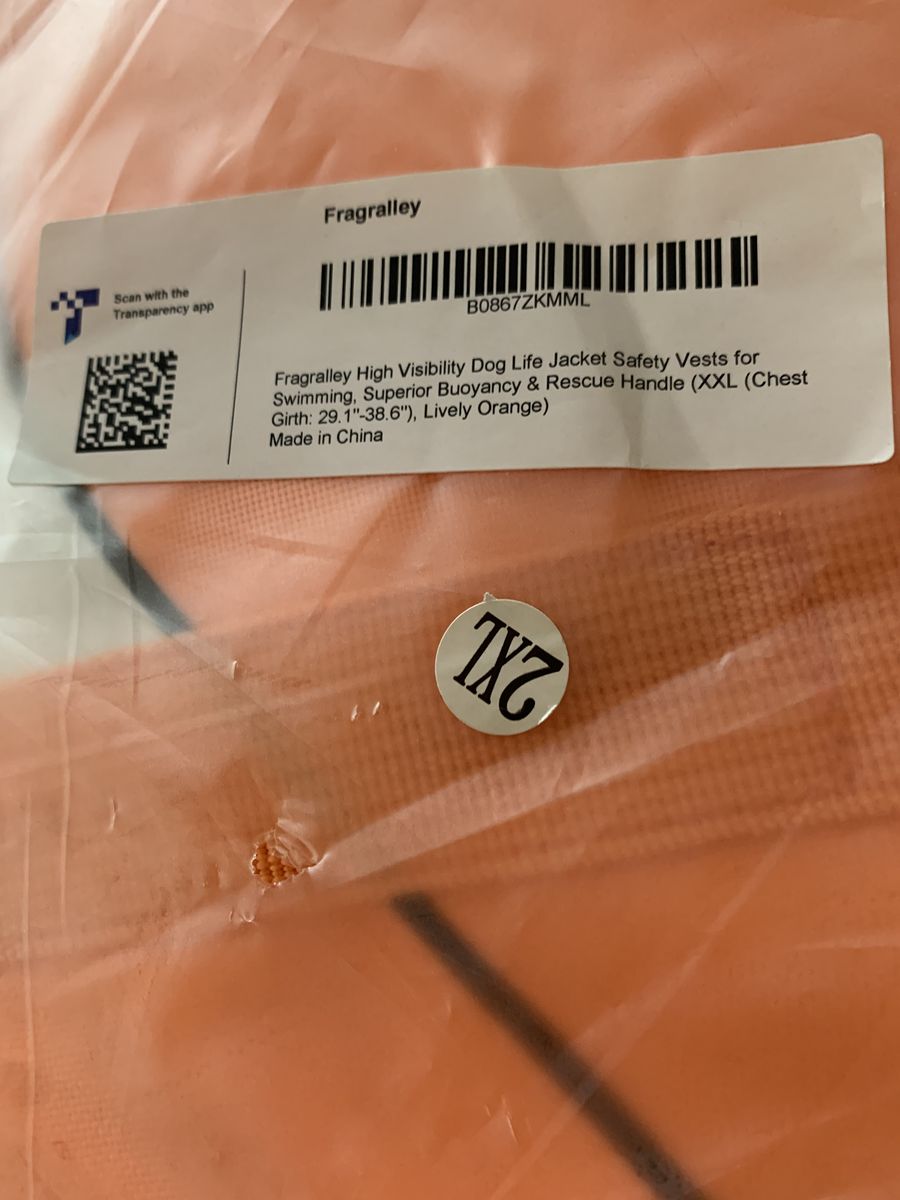 Fragralley
Scan with the
Transparency app
B0867ZKMML
Fragralley High Visibility Dog Life Jacket Safety Vests for
Swimming, Superior Buoyancy & Rescue Handle (XXL (Chest
Girth: 29.1"-38.6"), Lively Orange)
Made in China
2XL